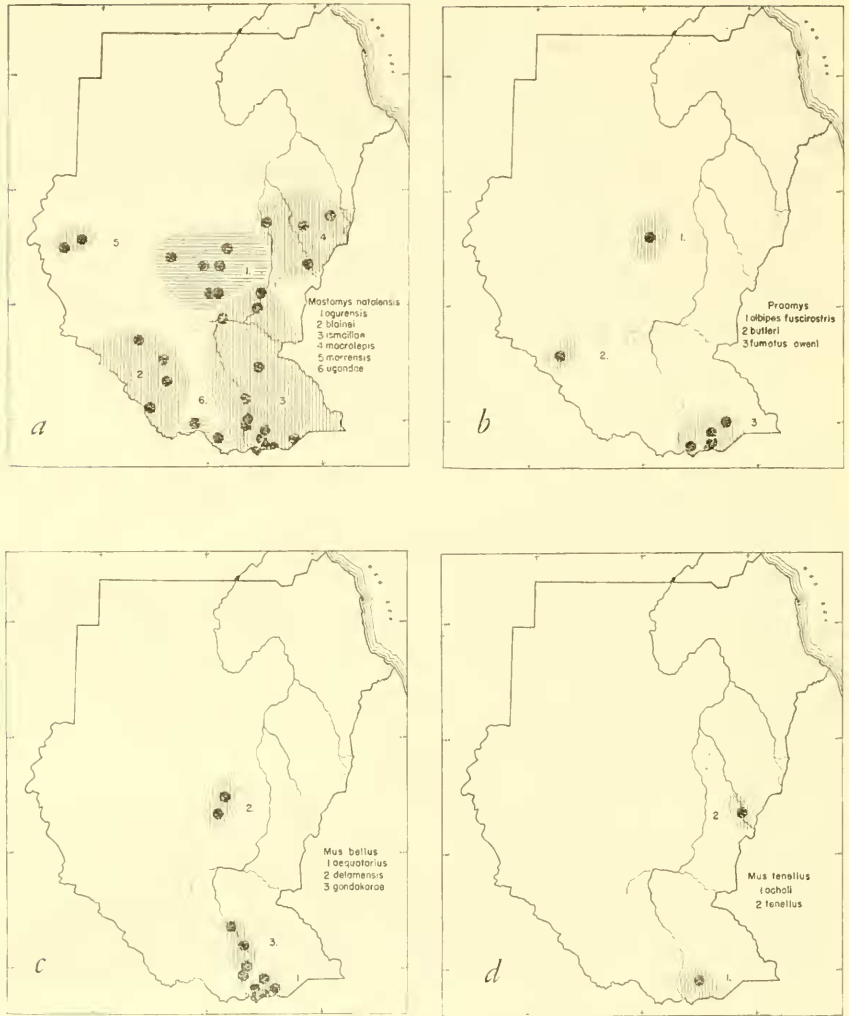 5
1.
4
Mastomys natalensis
1 ogurensis
2 blainei
3 ismailiae
4 macrolepis
5 marrensis
6 ugandae
2
6.
3
a
1.
Praomys
1 albipes fuscirostris
2 butleri
3 fumatus oweni
2.
3
b
2.
Mus bellus
1 aequatorius
2 delamensis
3 gondokorae
3.
1
c
2
Mus tenellus
1 acholi
2 tenellus
1.
d